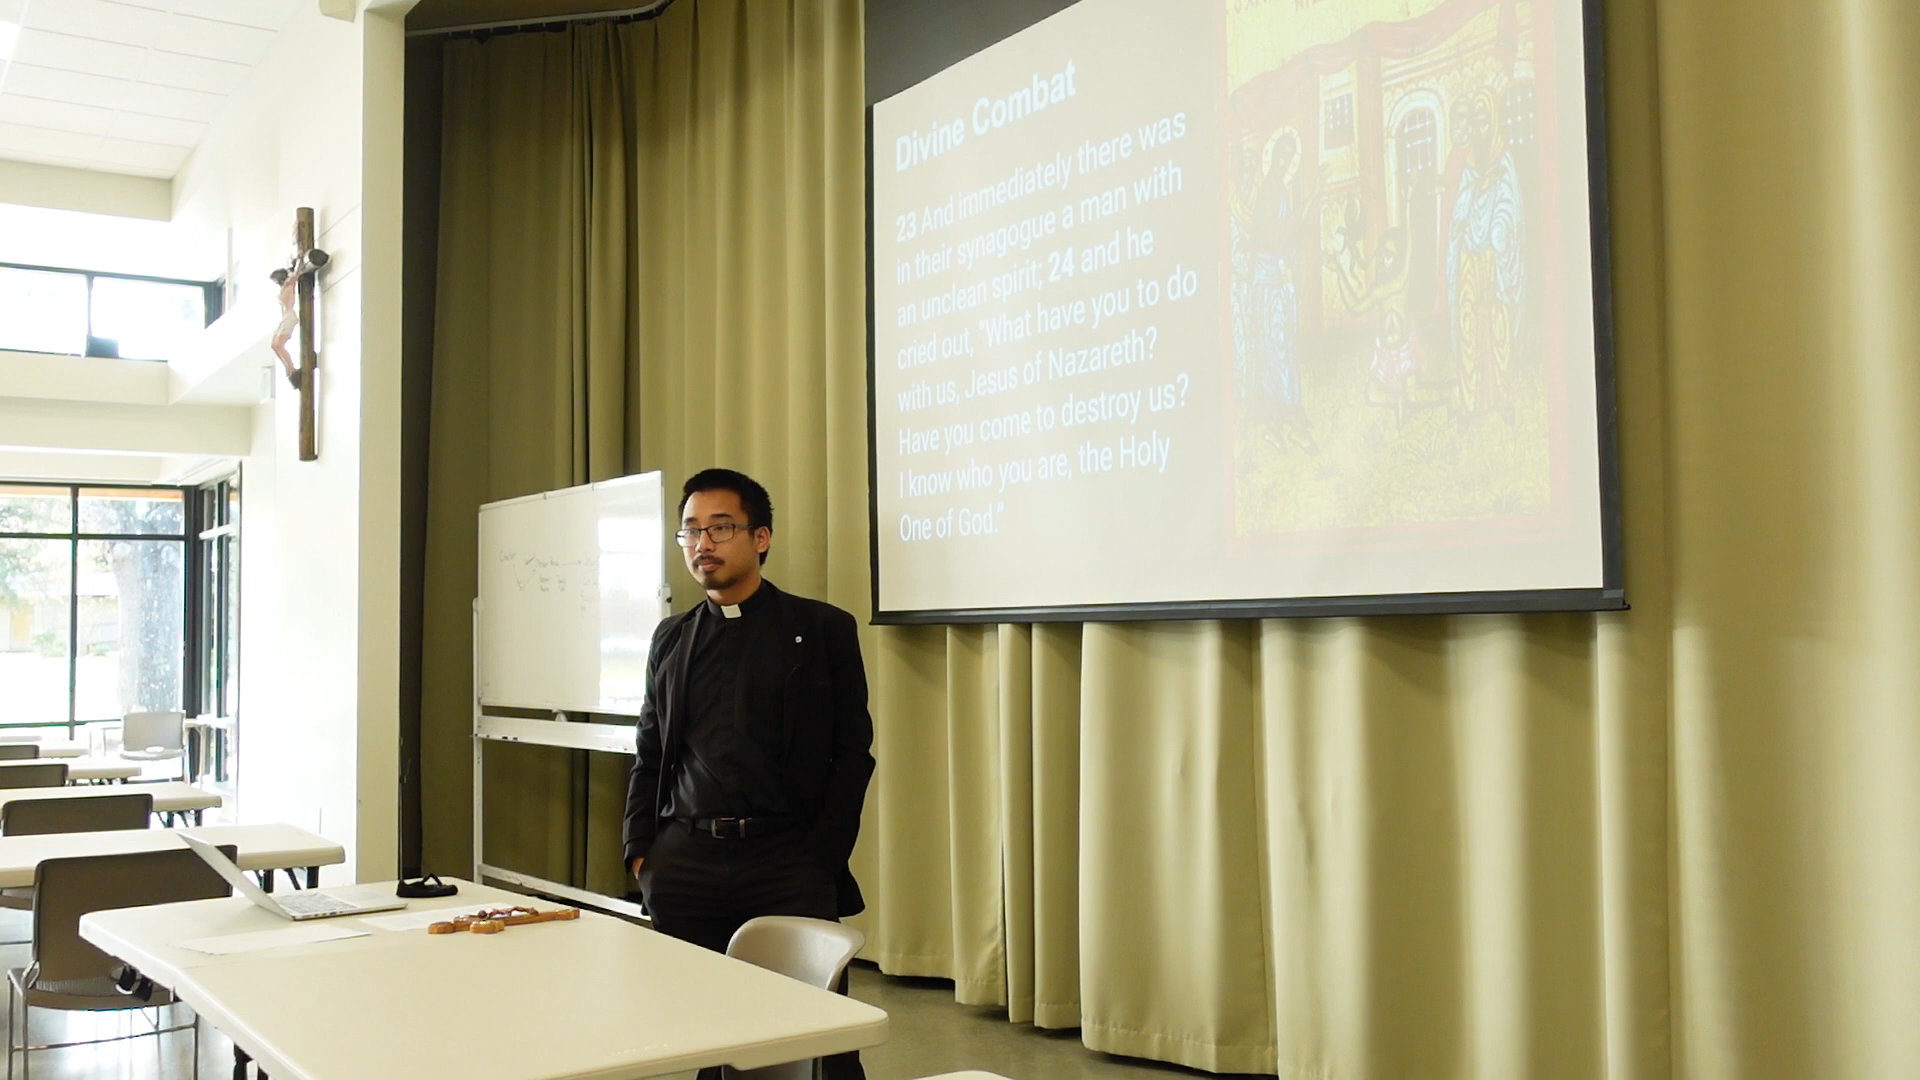 Divine Combat
23 And immediately there was
in their synagogue a man with
an unclean spirit; 24 and he
cried out, “What have you to do
with us, Jesus of Nazareth?
Have you come to destroy us?
I know who you are, the Holy
One of God.”